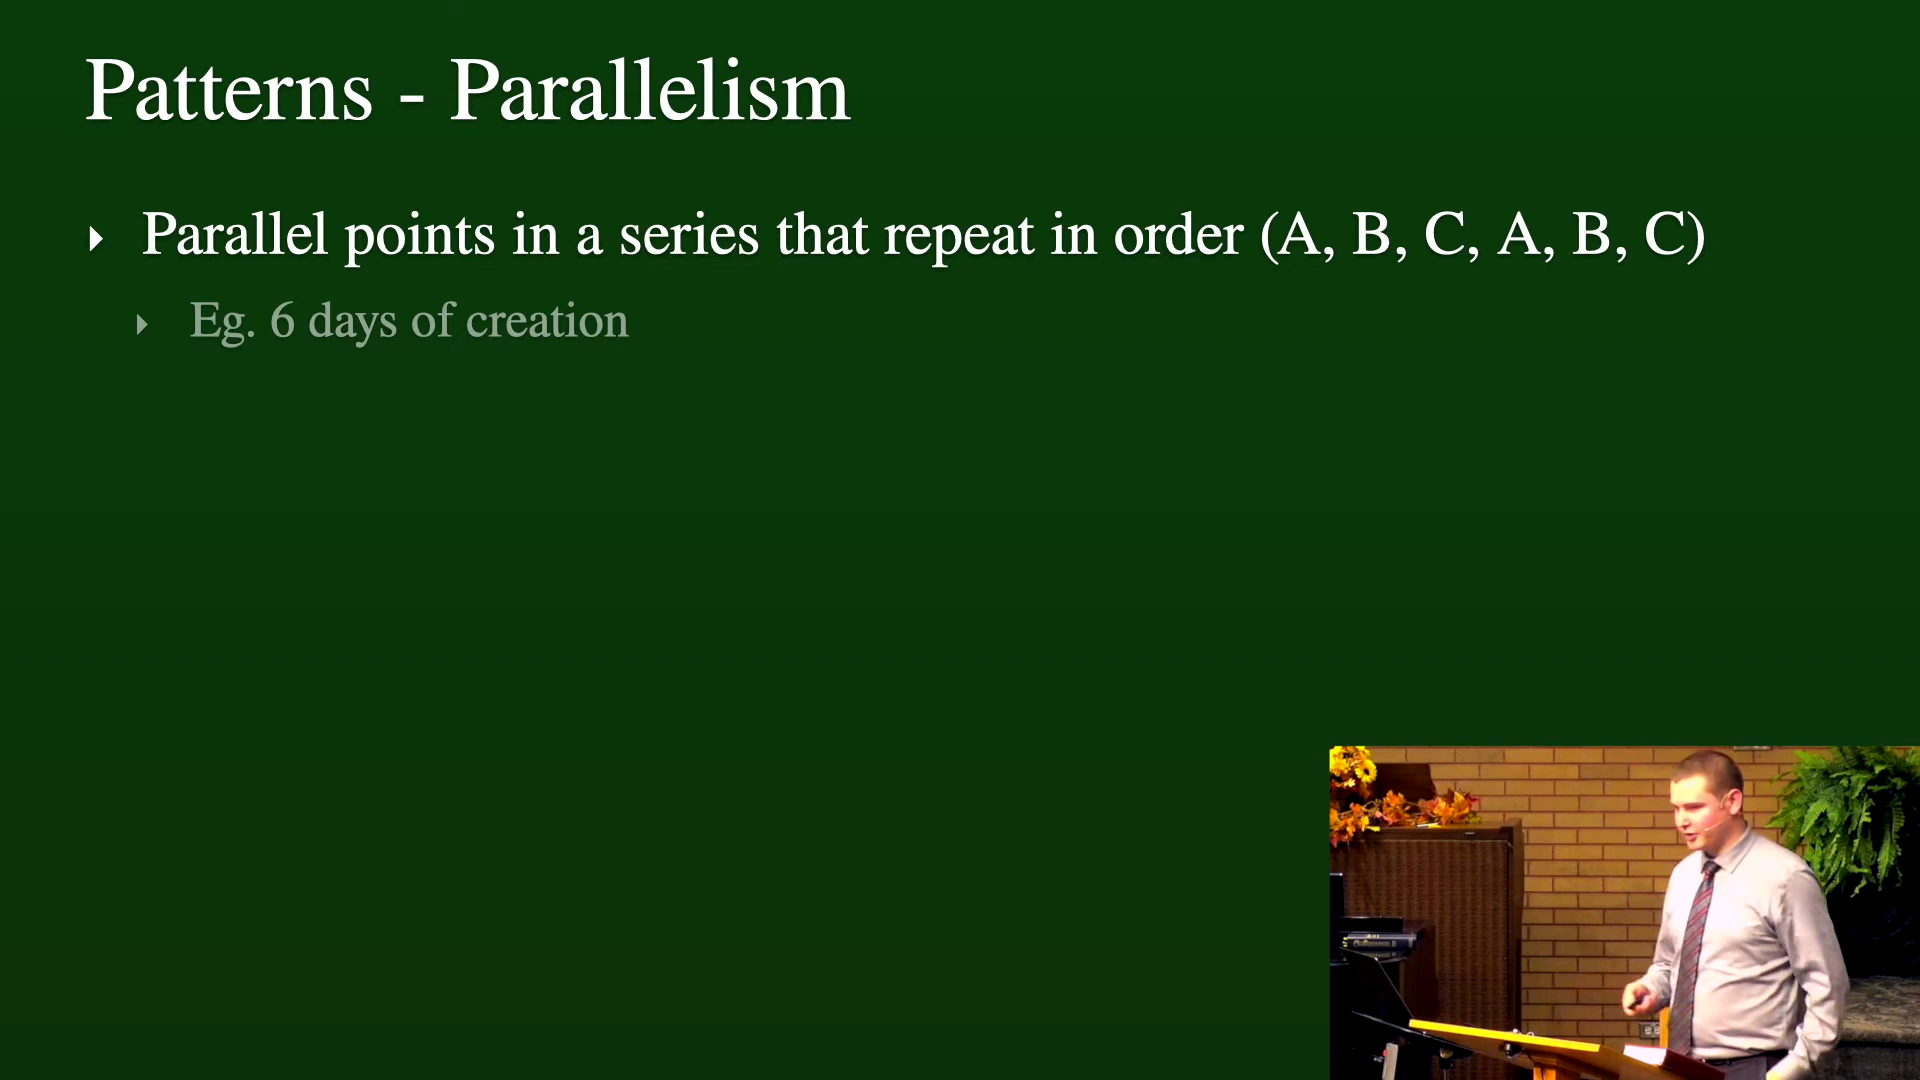 Patterns - Parallelism
Parallel points in a series that repeat in order (A, B, C, A, B, C)
Eg. 6 days of creation